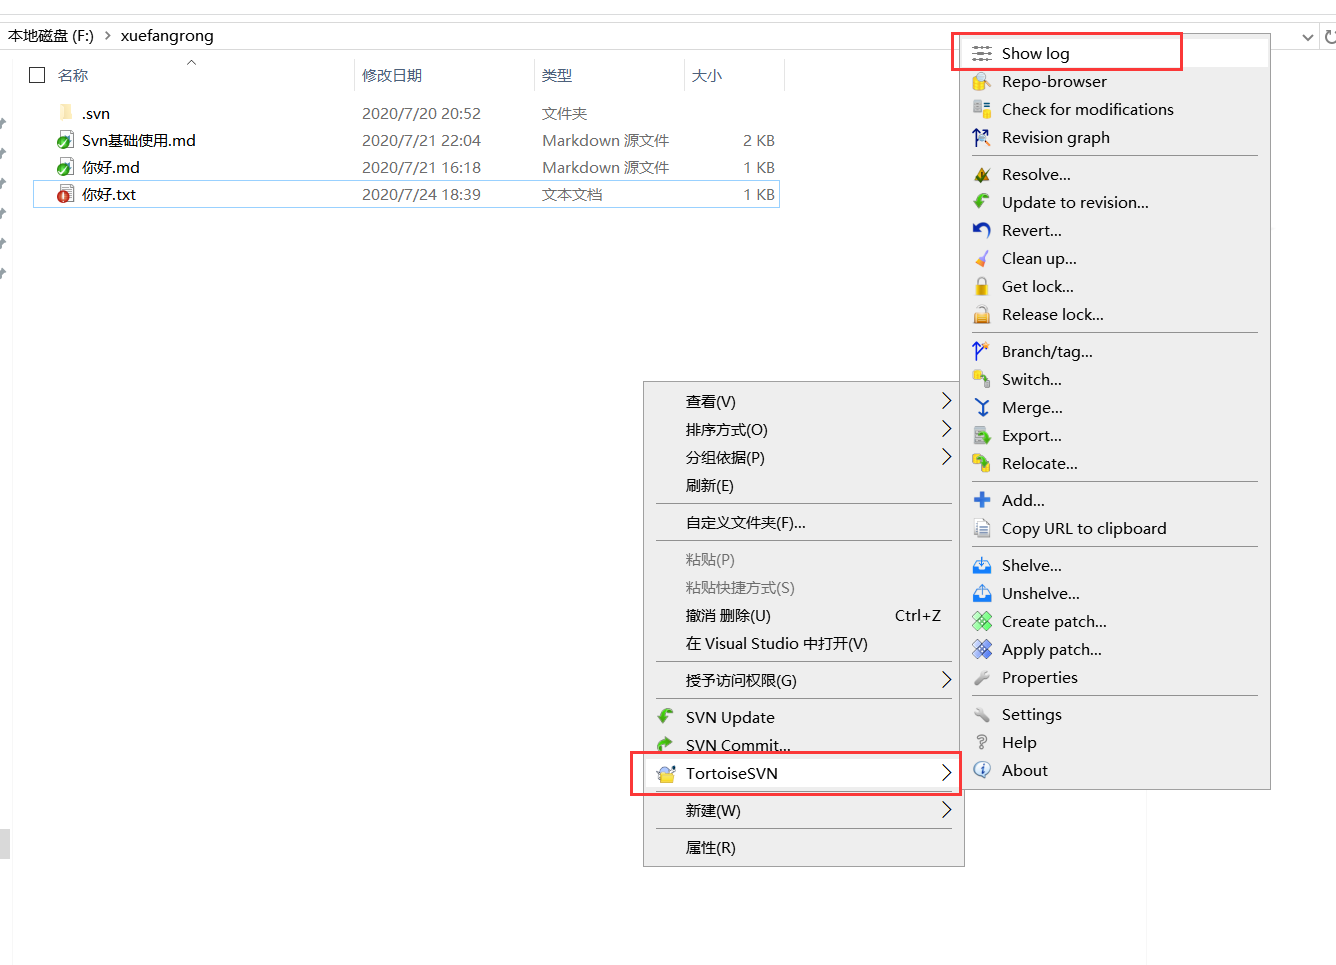 本地磁盘 (F:) > xuefangrong
名称 修改日期 类型 大小
.svn 2020/7/20 20:52 文件夹
Svn基础使用.md 2020/7/21 22:04 Markdown 源文件 2 KB
你好.md 2020/7/21 16:18 Markdown 源文件 1 KB
你好.txt 2020/7/24 18:39 文本文档 1 KB
查看(V)
排序方式(O)
分组依据(P)
刷新(E)
自定义文件夹(F)...
粘贴(P)
粘贴快捷方式(S)
撤消 删除(U) Ctrl+Z
在 Visual Studio 中打开(V)
授予访问权限(G)
SVN Update
SVN Commit...
TortoiseSVN
新建(W)
属性(R)
Show log
Repo-browser
Check for modifications
Revision graph
Resolve...
Update to revision...
Revert...
Clean up...
Get lock...
Release lock...
Branch/tag...
Switch...
Merge...
Export...
Relocate...
Add...
Copy URL to clipboard
Shelve...
Unshelve...
Create patch...
Apply patch...
Properties
Settings
Help
About